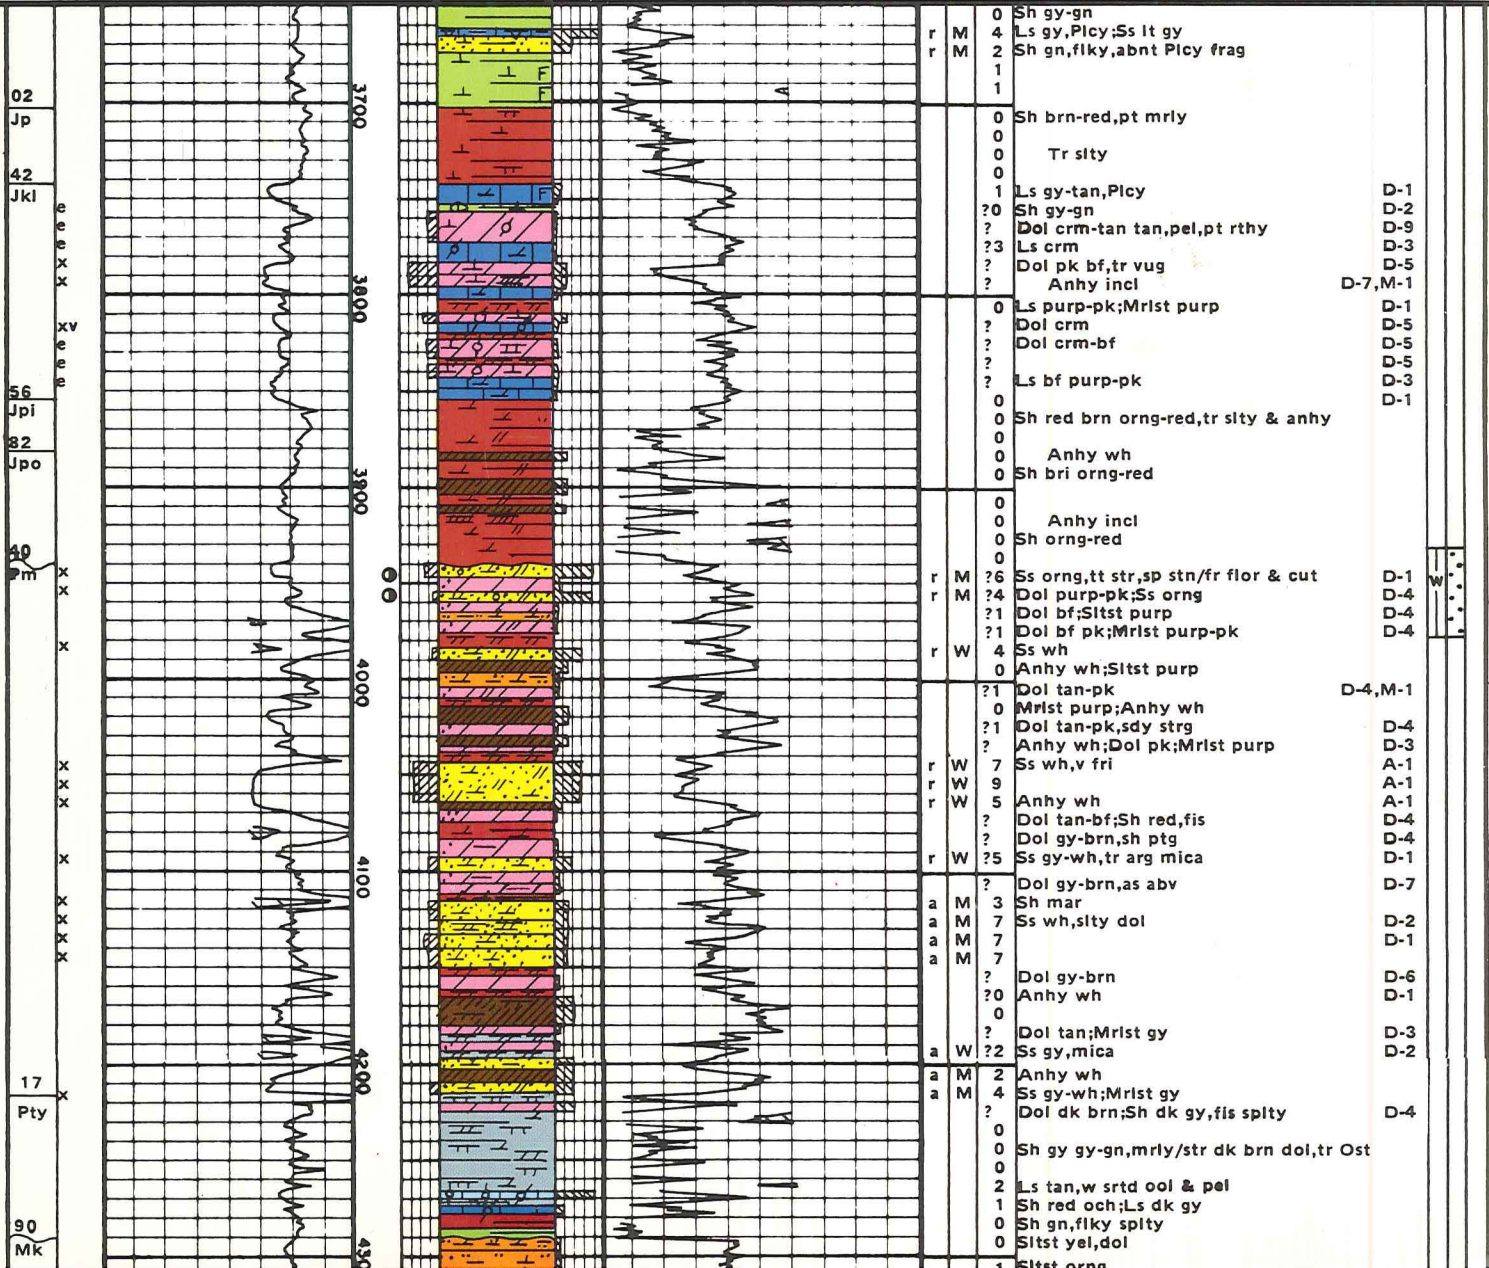 0 Sh gy-gn
r M 4 Ls gy,Plcy;Ss lt gy
r M 2 Sh gn,flky,abnt Plcy frag
1
F
1
F
02
3700
Jp
0 Sh brn-red,pt mrly
0
0 Tr slty
0
42
Jkl
1 Ls gy-tan,Plcy D-1
F
e ?0 Sh gy-gn D-2
e ? Dol crm-tan tan,pel,pt rthy D-9
e ?3 Ls crm D-3
x ? Dol pk bf,tr vug D-5
x ? Anhy incl D-7,M-1
3800
0 Ls purp-pk;Mrlst purp D-1
xv ? Dol crm D-5
e ? Dol crm-bf D-5
e ? D-5
e ? Ls bf purp-pk D-3
56
0 D-1
Jpi
0 Sh red brn orng-red,tr slty & anhy
0
82
0 Anhy wh
Jpo
0 Sh bri orng-red
3900
0
0 Anhy incl
0 Sh orng-red
40
0
Pm
x r M ?6 Ss orng,tt str,sp stn/fr flor & cut D-1
W
x r M ?4 Dol purp-pk;Ss orng D-4
?1 Dol bf;Sltst purp D-4
?1 Dol bf pk;Mrlst purp-pk D-4
x r W 4 Ss wh
0 Anhy wh;Sltst purp
4000
?1 Dol tan-pk D-4,M-1
0 Mrlst purp;Anhy wh
?1 Dol tan-pk,sdy strg D-4
? Anhy wh;Dol pk;Mrlst purp D-3
x r W 7 Ss wh,v fri A-1
x r W 9 A-1
x r W 5 Anhy wh A-1
? Dol tan-bf;Sh red,fis D-4
? Dol gy-brn,sh ptg D-4
x r W ?5 Ss gy-wh,tr arg mica D-1
4100
? Dol gy-brn,as abv D-7
x a M 3 Sh mar
x a M 7 Ss wh,slty dol D-2
x a M 7 D-1
x a M 7
? Dol gy-brn D-6
?0 Anhy wh D-1
0
? Dol tan;Mrlst gy D-3
a W ?2 Ss gy,mica D-2
4200
17
a M 2 Anhy wh
x a M 4 Ss gy-wh;Mrlst gy
Pty
? Dol dk brn;Sh dk gy,fis splty D-4
0
0 Sh gy gy-gn,mrly/str dk brn dol,tr Ost
0
2 Ls tan,w srtd ool & pel
1 Sh red och;Ls dk gy
90
0 Sh gn,flky splty
Mk
0 Sltst yel,dol
1 Sltst orng